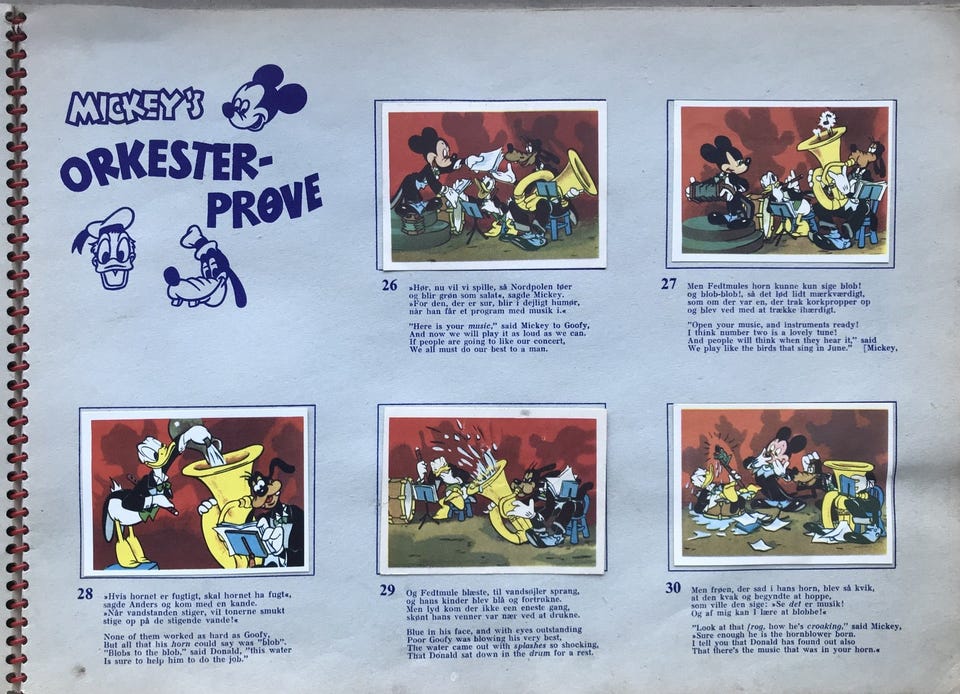 MICKEY'S
ORKESTER-
PRØVE
26
»Hør, nu vil vi spille, så Nordpolen tøer
og blir grøn som salat«, sagde Mickey.
»For den, der er sur, blir i dejligt humør,
når han får et program med musik i.«
"Here is your music," said Mickey to Goofy,
And now we will play it as loud as we can.
If people are going to like our concert,
We all must do our best to a man.
27
Men Fedtmules horn kunne kun sige blob!
og blob-blob!, så det lød lidt mærkværdigt,
som om der var en, der trak korkpropper op
og blev ved med at trække ihærdigt.
"Open your music, and instruments ready!
I think number two is a lovely tune!
And people will think when they hear it," said
We play like the birds that sing in June." [Mickey,
28
»Hvis hornet er fugtigt, skal hornet ha fugt«,
sagde Anders og kom med en kande.
»Når vandstanden stiger, vil tonerne smukt
stige op på de stigende vande!«
None of them worked as hard as Goofy,
But all that his horn could say was "blob".
"Blobs to the blob," said Donald, "this water
Is sure to help him to do the job."
29
Og Fedtmule blæste, til vandsøjler sprang,
og hans kinder blev blå og fortrukne.
Men lyd kom der ikke een eneste gang,
skønt hans venner var nær ved at drukne.
Blue in his face, and with eyes outstanding
Poor Goofy was blowing his very best,
The water came out with splashes so shocking,
That Donald sat down in the drum for a rest.
30
Men frøen, der sad i hans horn, blev så kvik,
at den kvak og begyndte at hoppe,
som ville den sige: »Se det er musik!
Og af mig kan I lære at blobbe!«
"Look at that frog, how he's croaking," said Mickey,
»Sure enough he is the hornblower born.
I tell you that Donald has found out also
That there's the music that was in your horn.«